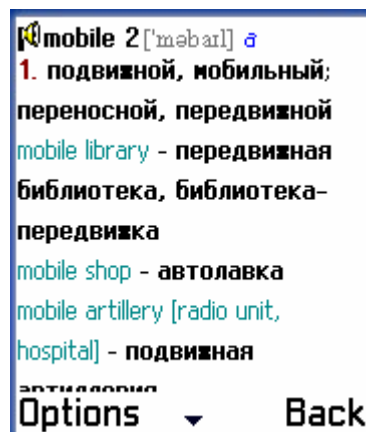 mobile 2 ['məbaıl] a
1. подвижной, мобильный;
переносной, передвижной
mobile library - передвижная
библиотека, библиотека-
передвижка
mobile shop - автолавка
mobile artillery [radio unit,
hospital] - подвижная
Options Back